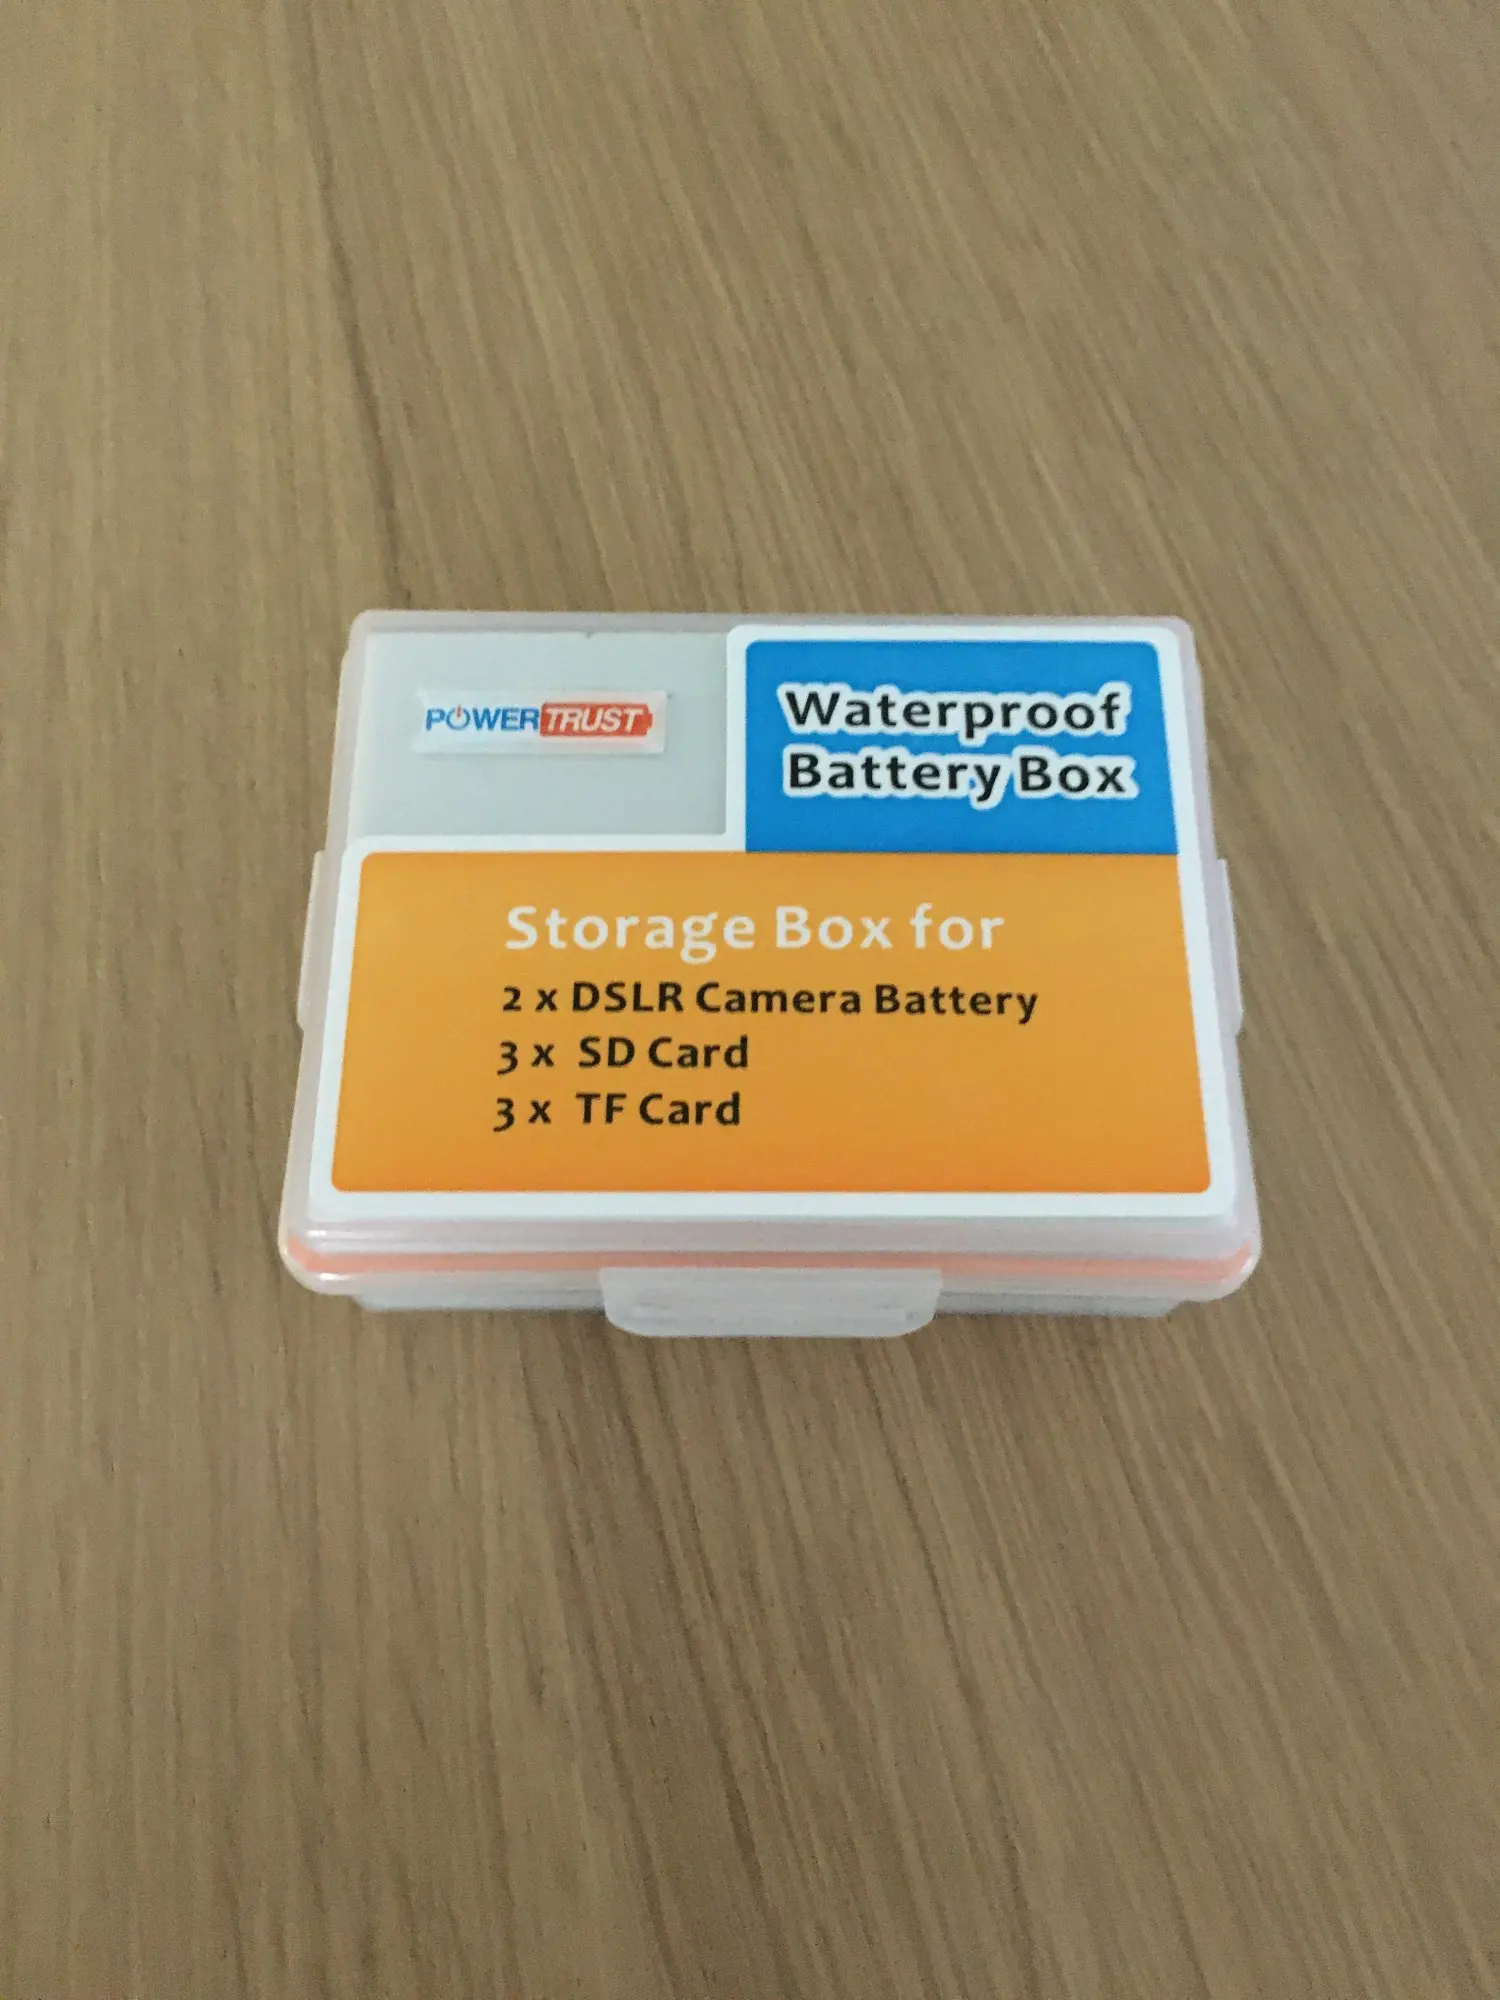 POWERTRUST
Waterproof
Battery Box
Storage Box for
2 x DSLR Camera Battery
3 x SD Card
3 x TF Card